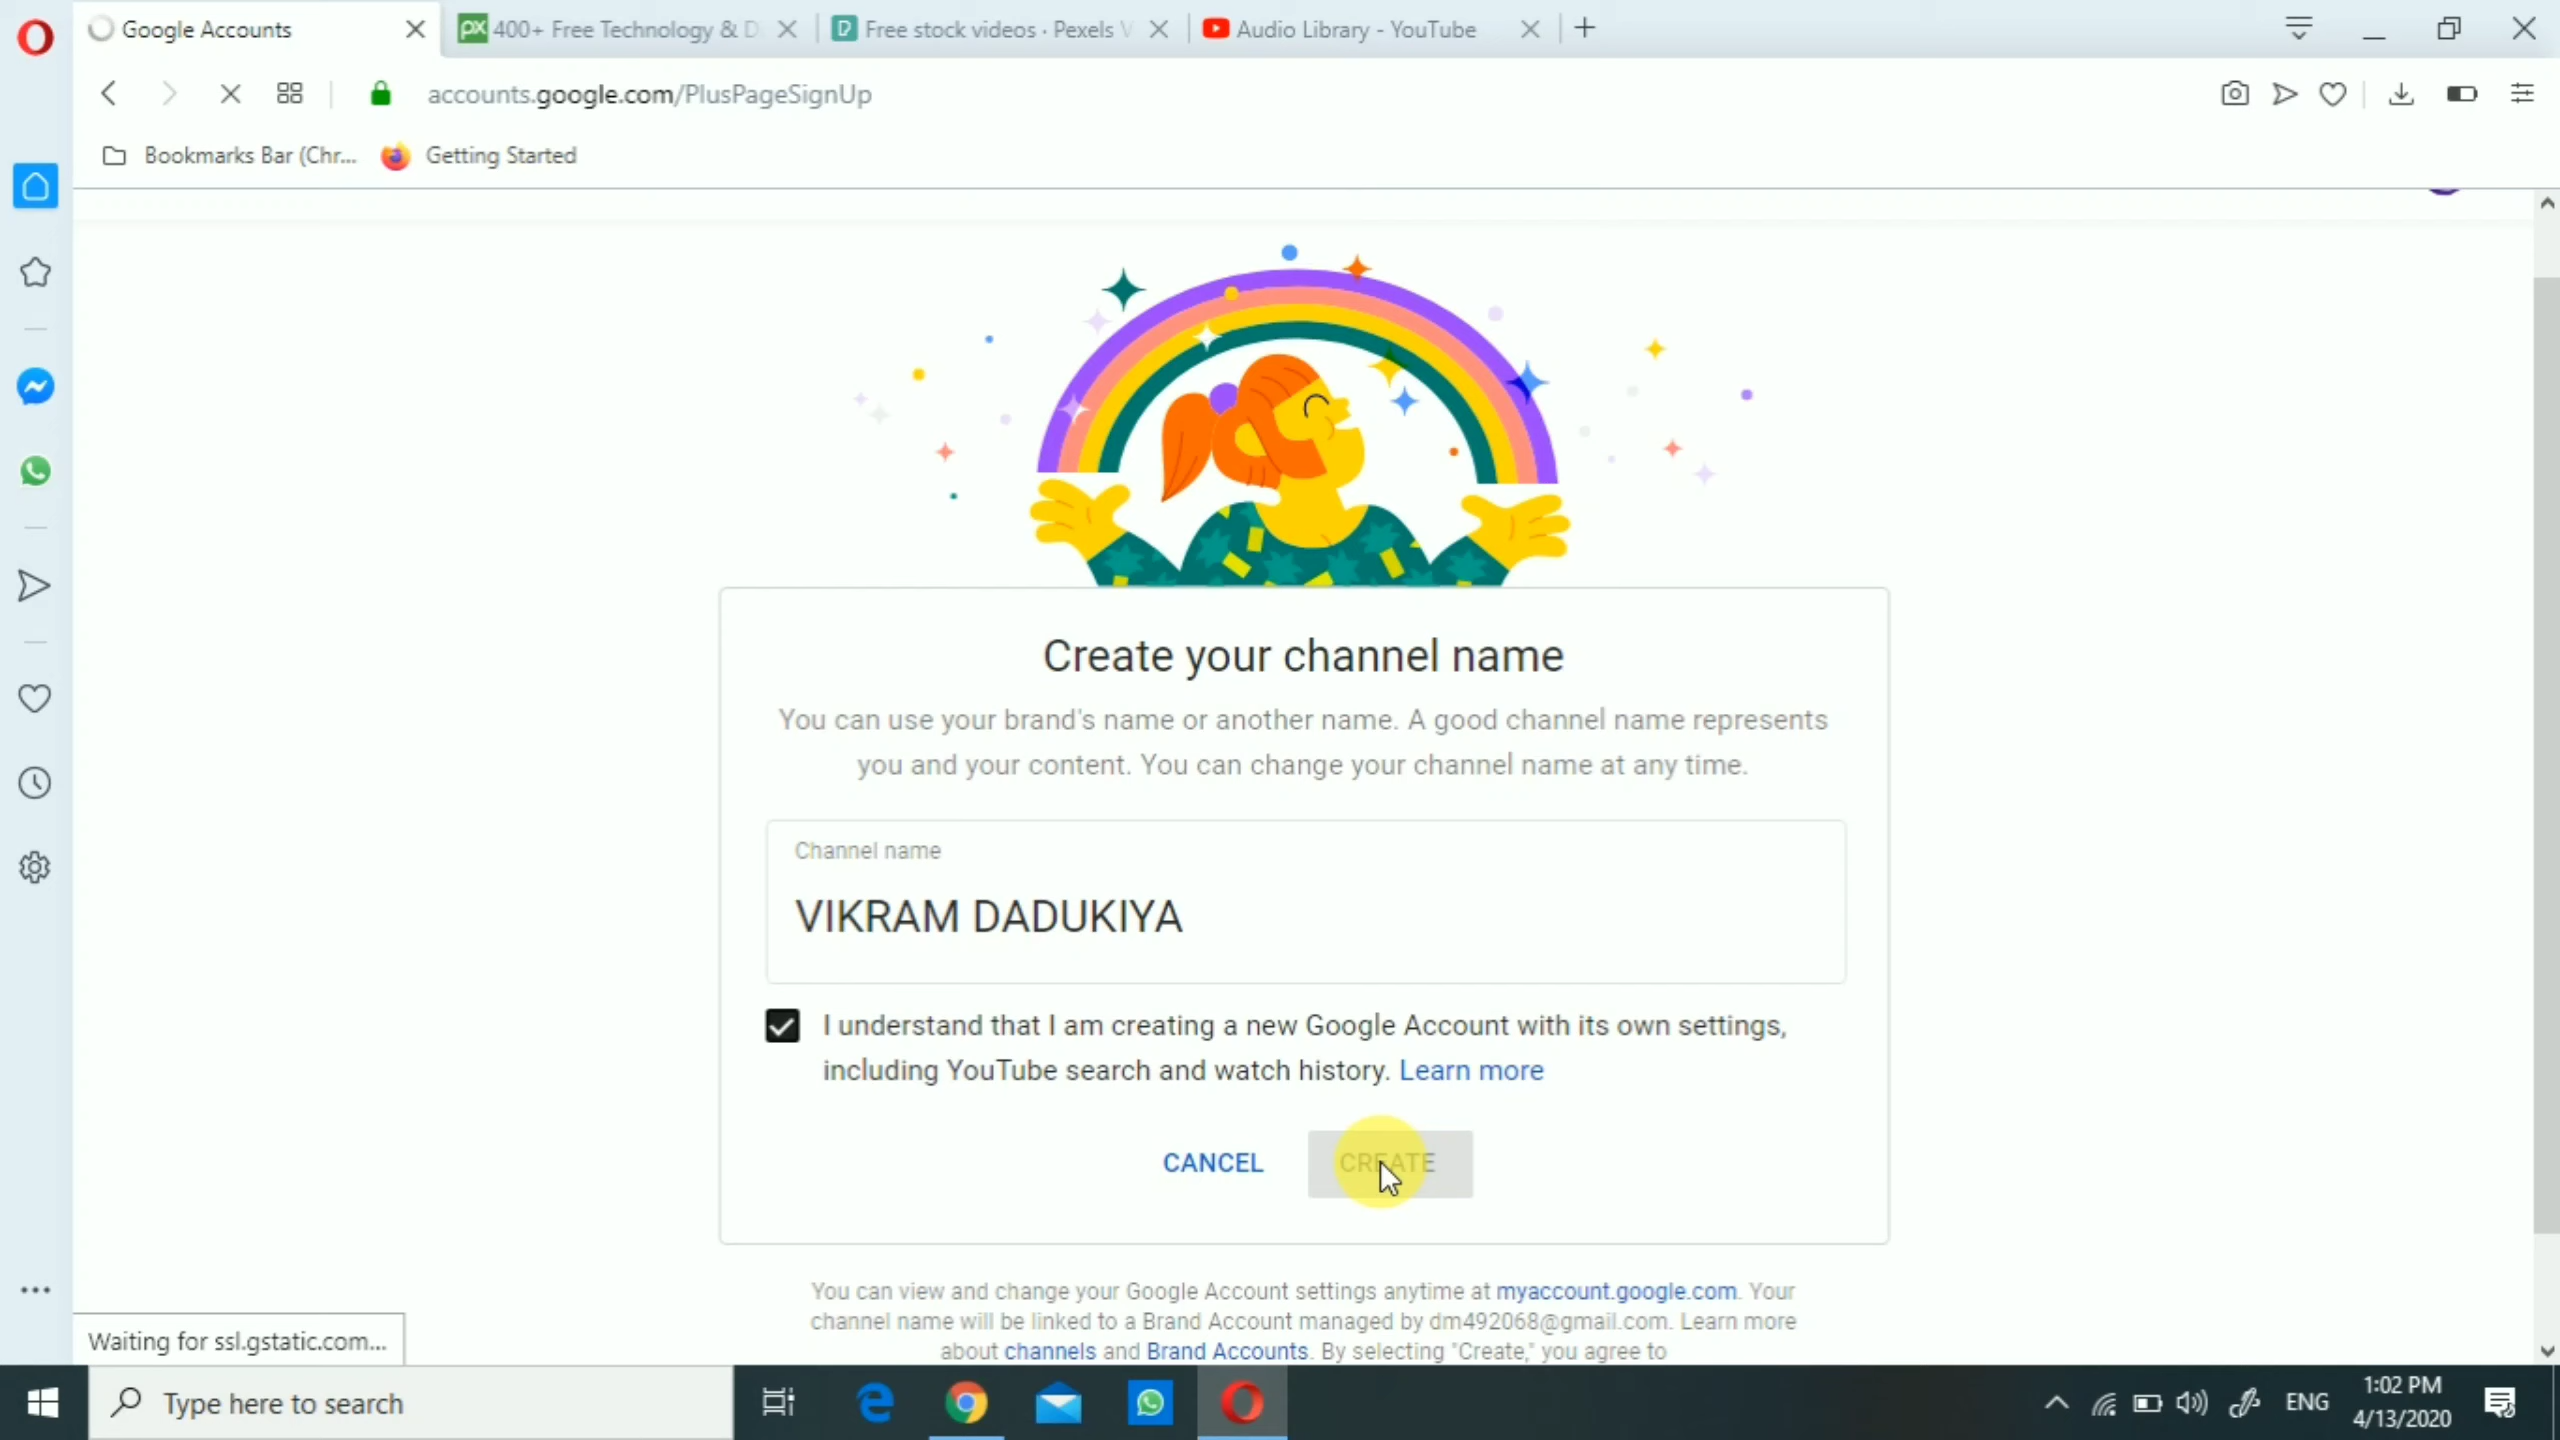 Google Accounts
400+ Free Technology & D
Free stock videos · Pexels V
Audio Library - YouTube
accounts.google.com/PlusPageSignUp
Bookmarks Bar (Chr...
Getting Started
Create your channel name
You can use your brand's name or another name. A good channel name represents
you and your content. You can change your channel name at any time.
Channel name
VIKRAM DADUKIYA
I understand that I am creating a new Google Account with its own settings,
including YouTube search and watch history. Learn more
CANCEL
CREATE
You can view and change your Google Account settings anytime at myaccount.google.com. Your
channel name will be linked to a Brand Account managed by dm492068@gmail.com. Learn more
about channels and Brand Accounts. By selecting "Create," you agree to
Waiting for ssl.gstatic.com...
Type here to search
ENG
1:02 PM
4/13/2020